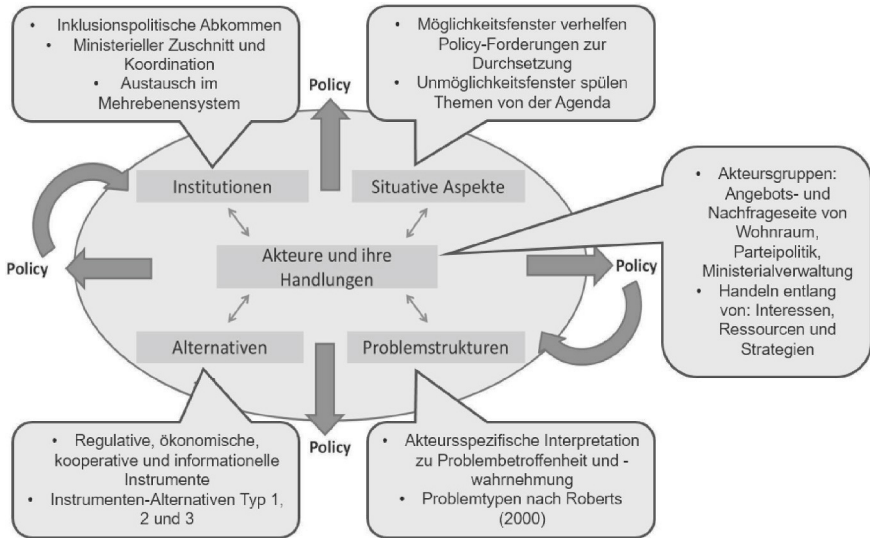 • Inklusionspolitische Abkommen
• Ministerieller Zuschnitt und
Koordination
• Austausch im
Mehrebenensystem
• Möglichkeitsfenster verhelfen
Policy-Forderungen zur
Durchsetzung
• Unmöglichkeitsfenster spülen
Themen von der Agenda
Policy
Institutionen
Situative Aspekte
• Akteursgruppen:
Angebots- und
Nachfrageseite von
Wohnraum,
Parteipolitik,
Ministerialverwaltung
• Handeln entlang
von: Interessen,
Ressourcen und
Strategien
Policy
Akteure und ihre
Handlungen
Policy
Alternativen
Problemstrukturen
Policy
• Regulative, ökonomische,
kooperative und informationelle
Instrumente
• Instrumenten-Alternativen Typ 1,
2 und 3
• Akteursspezifische Interpretation
zu Problembetroffenheit und -
wahrnehmung
• Problemtypen nach Roberts
(2000)